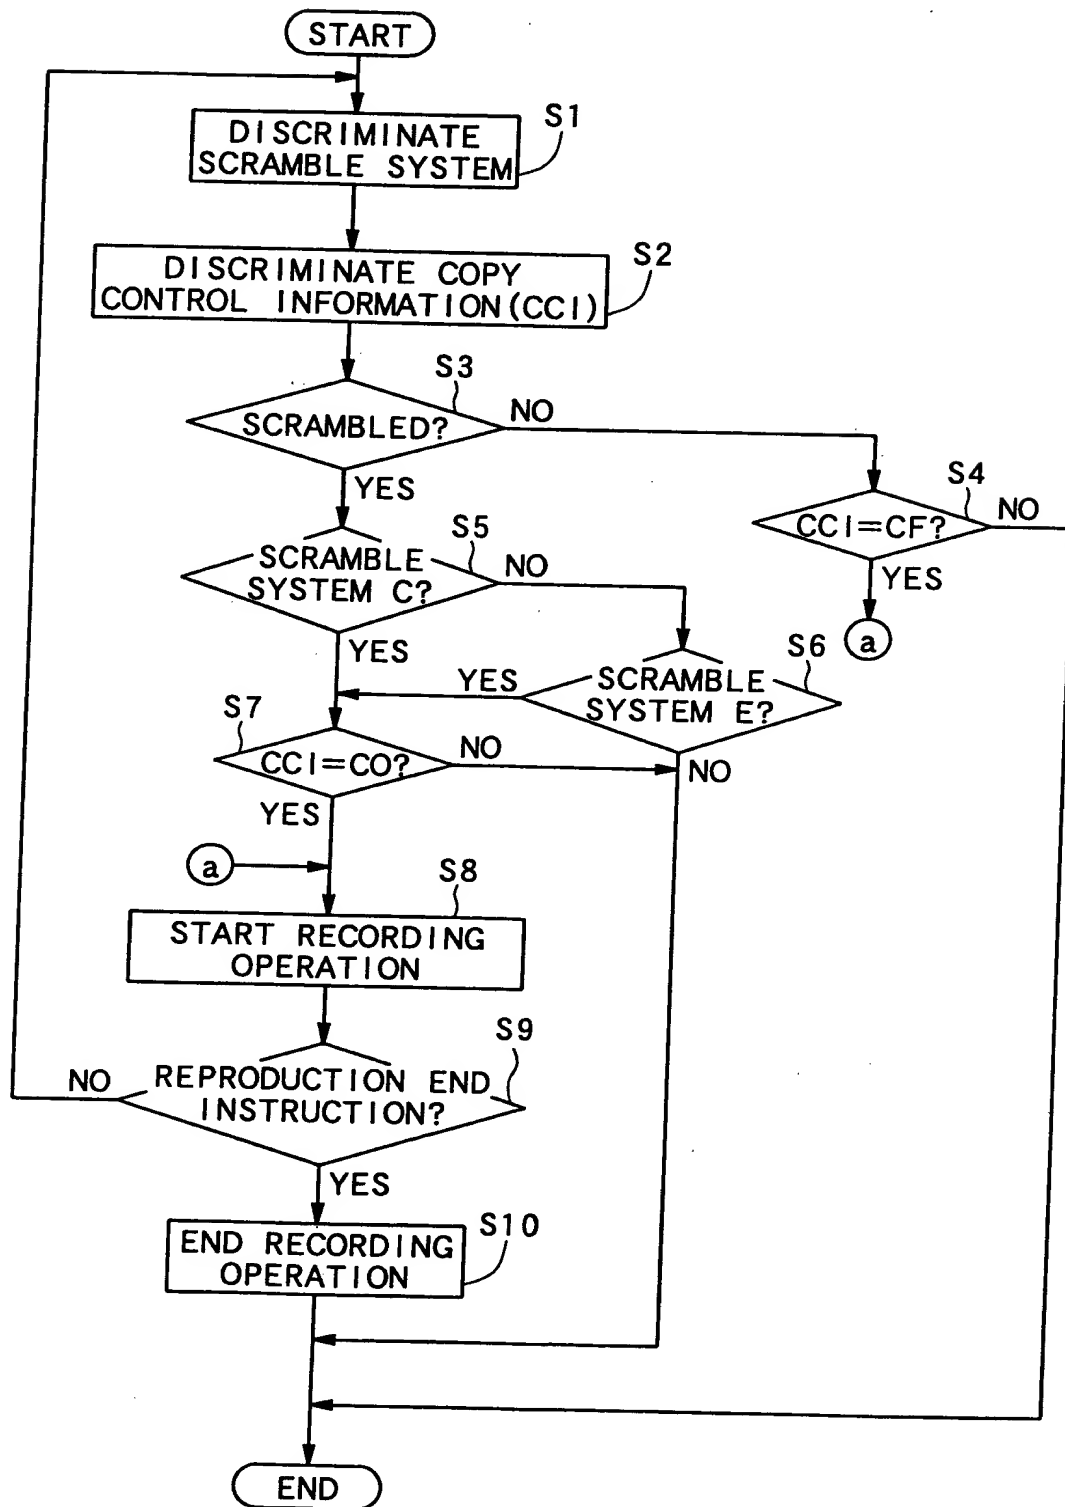 START
S1
DISCRIMINATE
SCRAMBLE SYSTEM
S2
DISCRIMINATE COPY
CONTROL INFORMATION(CCI)
S3
SCRAMBLED?
NO
YES
S4
CCI=CF?
NO
YES
a
S5
SCRAMBLE
SYSTEM C?
NO
YES
S6
SCRAMBLE
SYSTEM E?
YES
NO
S7
CCI=CO?
NO
YES
a
S8
START RECORDING
OPERATION
S9
REPRODUCTION END
INSTRUCTION?
NO
YES
S10
END RECORDING
OPERATION
END